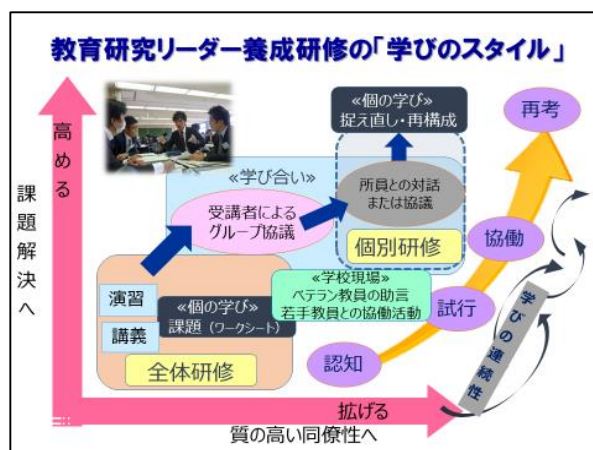 教育研究リーダー養成研修の「学びのスタイル」
課題解決へ
高める
«個の学び»
捉え直し・再構成
再考
«学び合い»
受講者による
グループ協議
所員との対話
または協議
個別研修
協働
演習
講義
«個の学び»
課題（ワークシート）
全体研修
«学校現場»
ベテラン教員の助言
若手教員との協働活動
試行
認知
学びの連続性
拡げる
質の高い同僚性へ